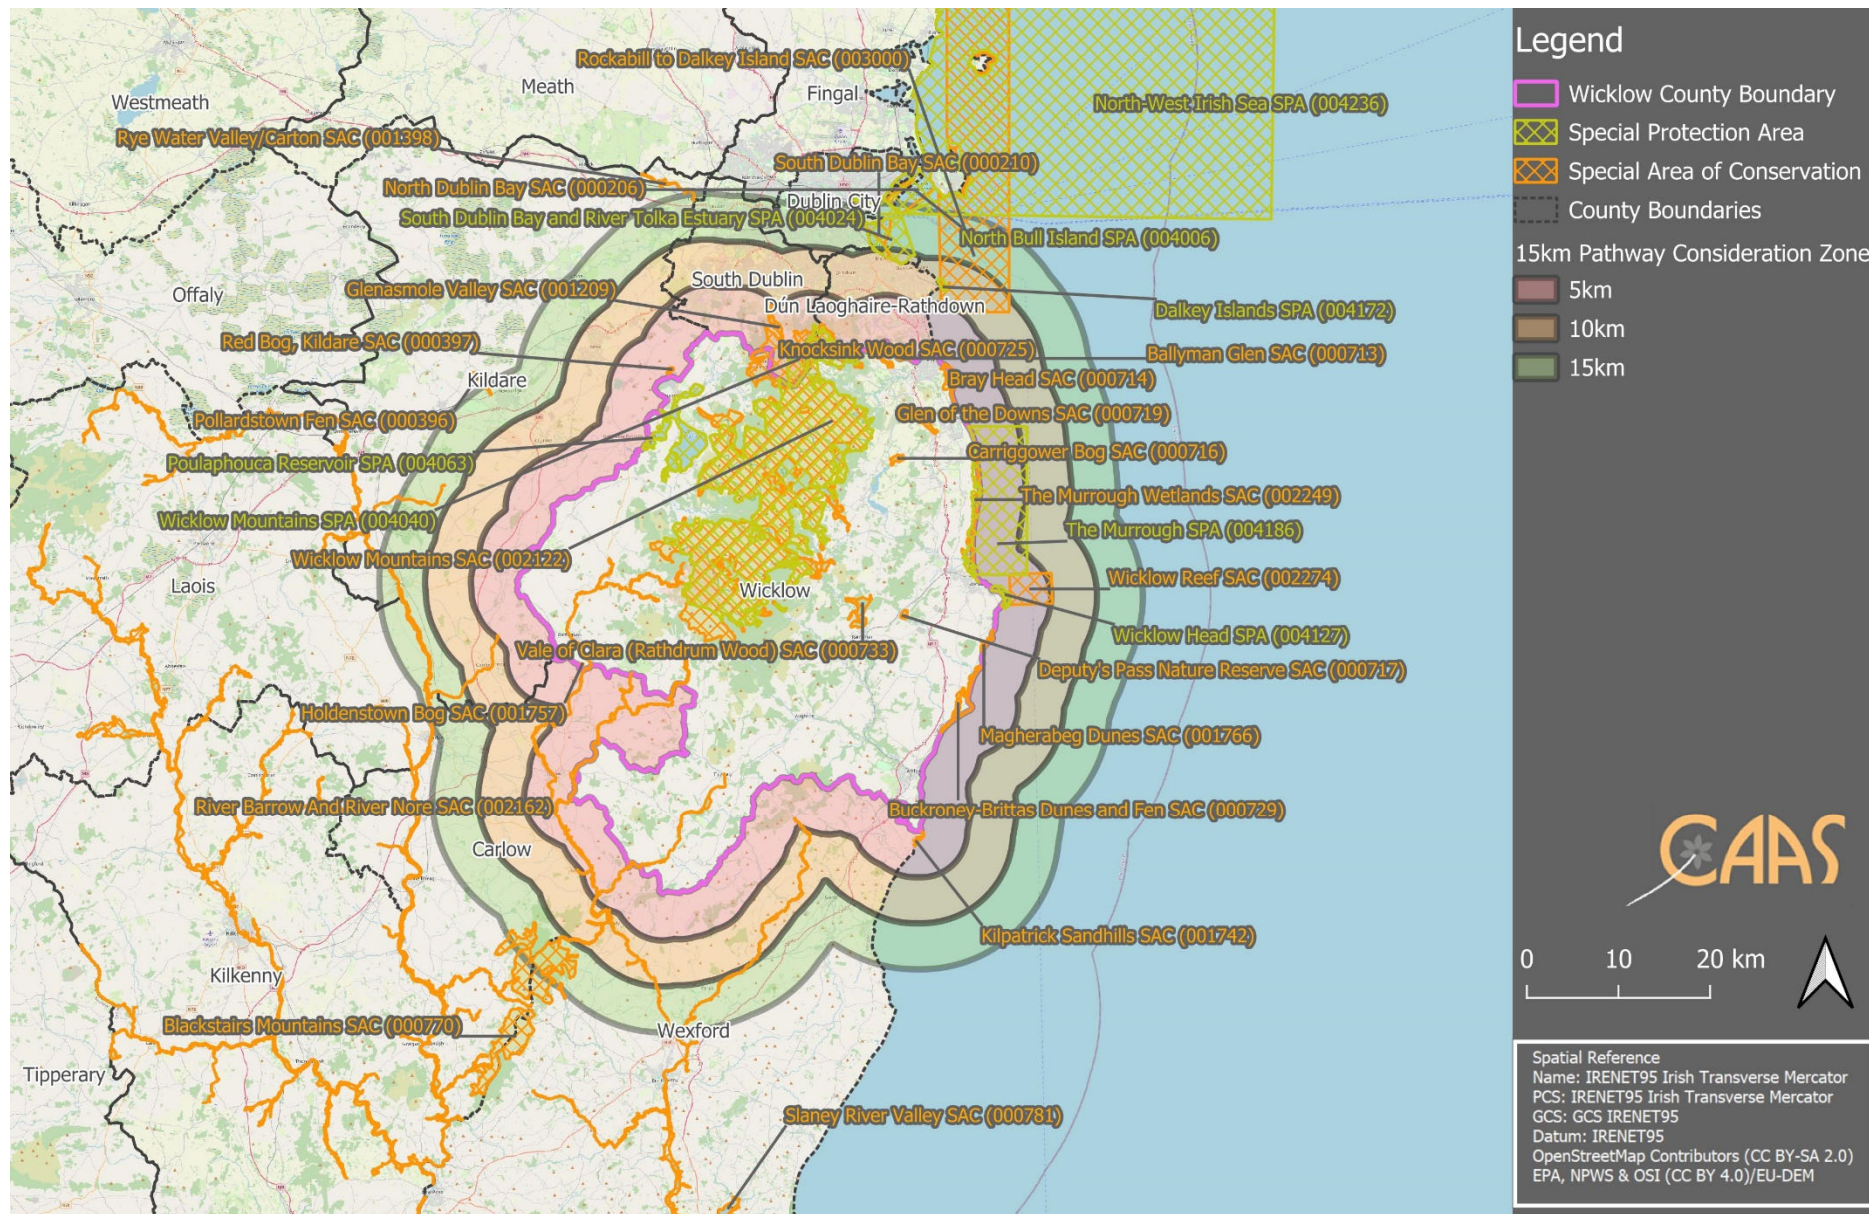 Westmeath
Meath
Fingal
Rockabill to Dalkey Island SAC (003000)
North-West Irish Sea SPA (004236)
Rye Water Valley/Carton SAC (001398)
South Dublin Bay SAC (000210)
North Dublin Bay SAC (000206)
Dublin City
South Dublin Bay and River Tolka Estuary SPA (004024)
North Bull Island SPA (004006)
South Dublin
Offaly
Glenasmole Valley SAC (001209)
Dún Laoghaire-Rathdown
Dalkey Islands SPA (004172)
Red Bog, Kildare SAC (000397)
Knocksink Wood SAC (000725)
Ballyman Glen SAC (000713)
Kildare
Bray Head SAC (000714)
Pollardstown Fen SAC (000396)
Glen of the Downs SAC (000719)
Carriggower Bog SAC (000716)
Poulaphouca Reservoir SPA (004063)
The Murrough Wetlands SAC (002249)
Wicklow Mountains SPA (004040)
The Murrough SPA (004186)
Wicklow Mountains SAC (002122)
Wicklow Reef SAC (002274)
Laois
Wicklow
Wicklow Head SPA (004127)
Vale of Clara (Rathdrum Wood) SAC (000733)
Deputy's Pass Nature Reserve SAC (000717)
Holdenstown Bog SAC (001757)
Magherabeg Dunes SAC (001766)
River Barrow And River Nore SAC (002162)
Buckroney-Brittas Dunes and Fen SAC (000729)
Carlow
Kilpatrick Sandhills SAC (001742)
Kilkenny
Blackstairs Mountains SAC (000770)
Wexford
Tipperary
Slaney River Valley SAC (000781)
Legend
Wicklow County Boundary
Special Protection Area
Special Area of Conservation
County Boundaries
15km Pathway Consideration Zone
5km
10km
15km
CAAS
0 10 20 km
Spatial Reference
Name: IRENET95 Irish Transverse Mercator
PCS: IRENET95 Irish Transverse Mercator
GCS: GCS IRENET95
Datum: IRENET95
OpenStreetMap Contributors (CC BY-SA 2.0)
EPA, NPWS & OSI (CC BY 4.0)/EU-DEM